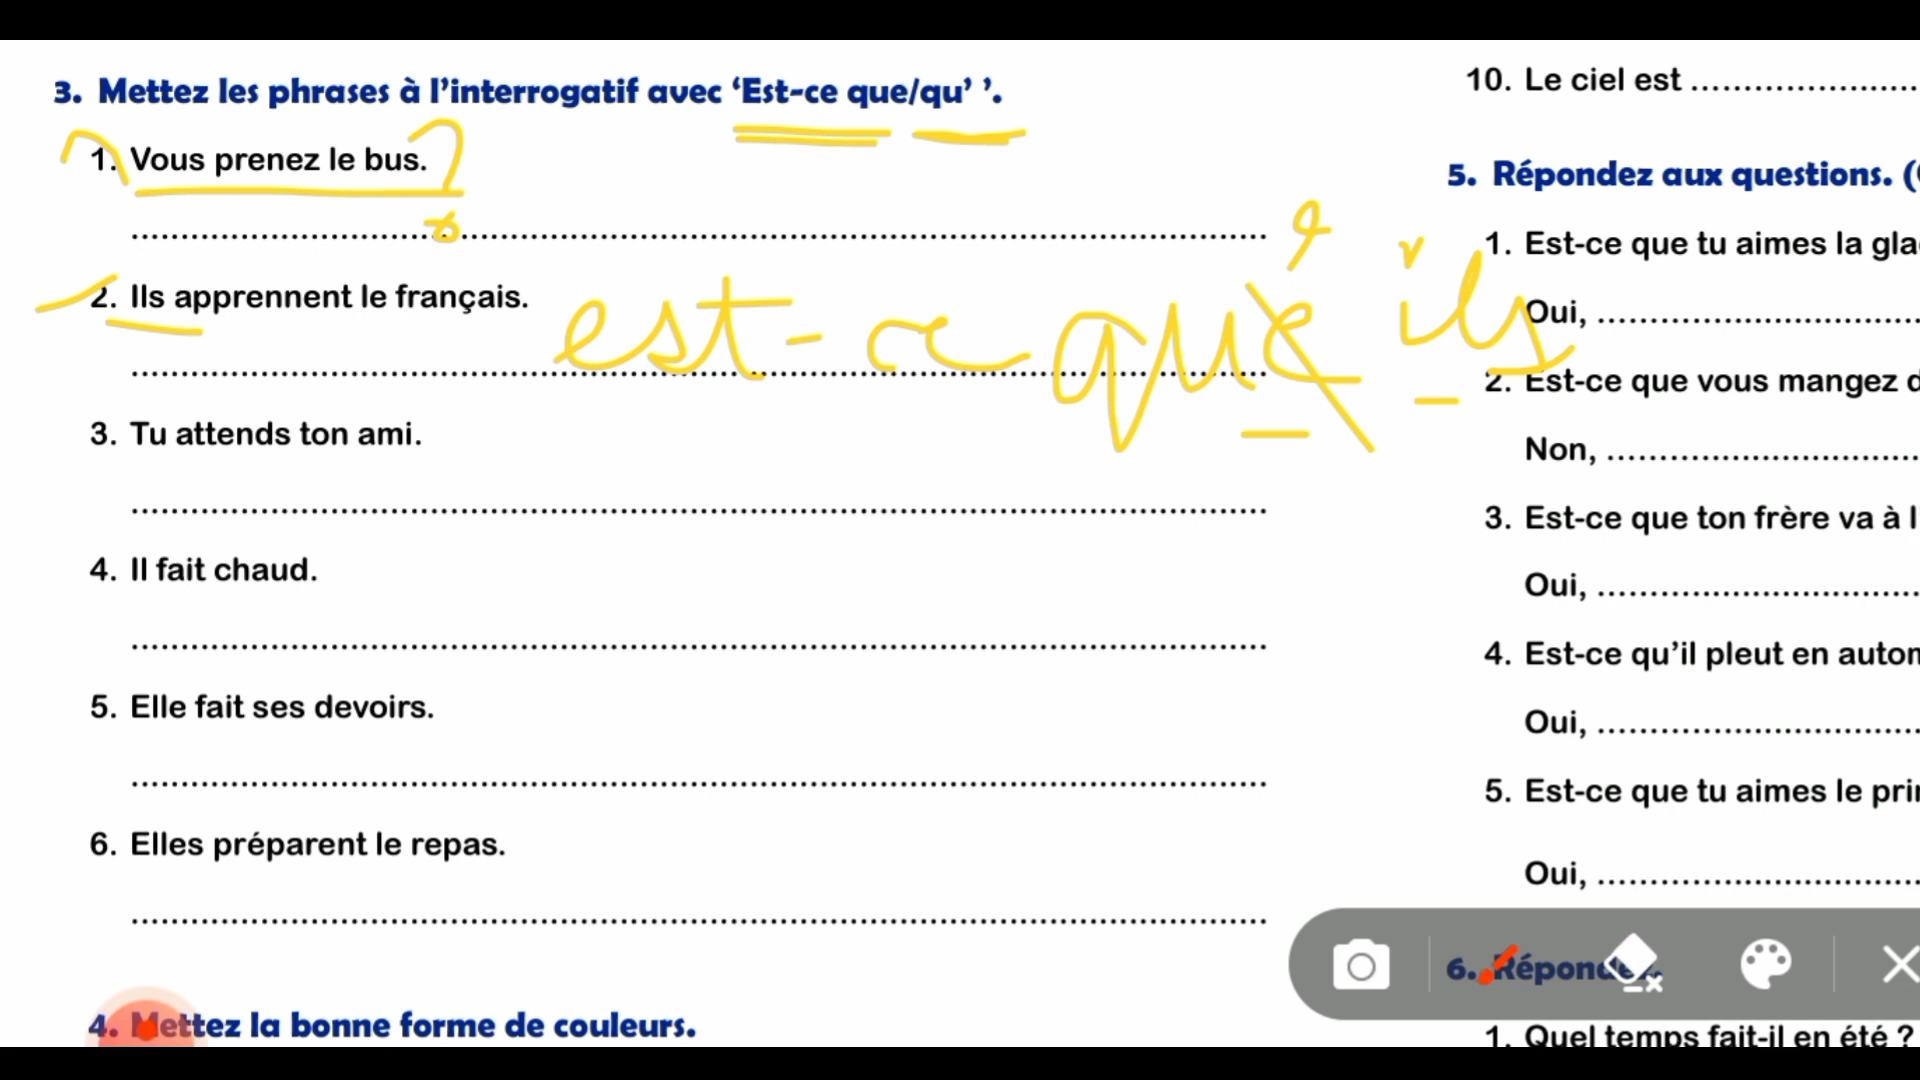 3. Mettez les phrases à l’interrogatif avec ‘Est-ce que/qu’ ’.
1. Vous prenez le bus.
?
..............................................................................................................
2. Ils apprennent le français.
est-ce que ils
..............................................................................................................
3. Tu attends ton ami.
..............................................................................................................
4. Il fait chaud.
..............................................................................................................
5. Elle fait ses devoirs.
..............................................................................................................
6. Elles préparent le repas.
..............................................................................................................
4. Mettez la bonne forme de couleurs.
10. Le ciel est ......................
5. Répondez aux questions. (
1. Est-ce que tu aimes la gla
Oui, ................................
2. Est-ce que vous mangez d
Non, ...............................
3. Est-ce que ton frère va à l
Oui, ................................
4. Est-ce qu’il pleut en autom
Oui, ................................
5. Est-ce que tu aimes le prin
Oui, ................................
6. Répondez.
1. Quel temps fait-il en été ?